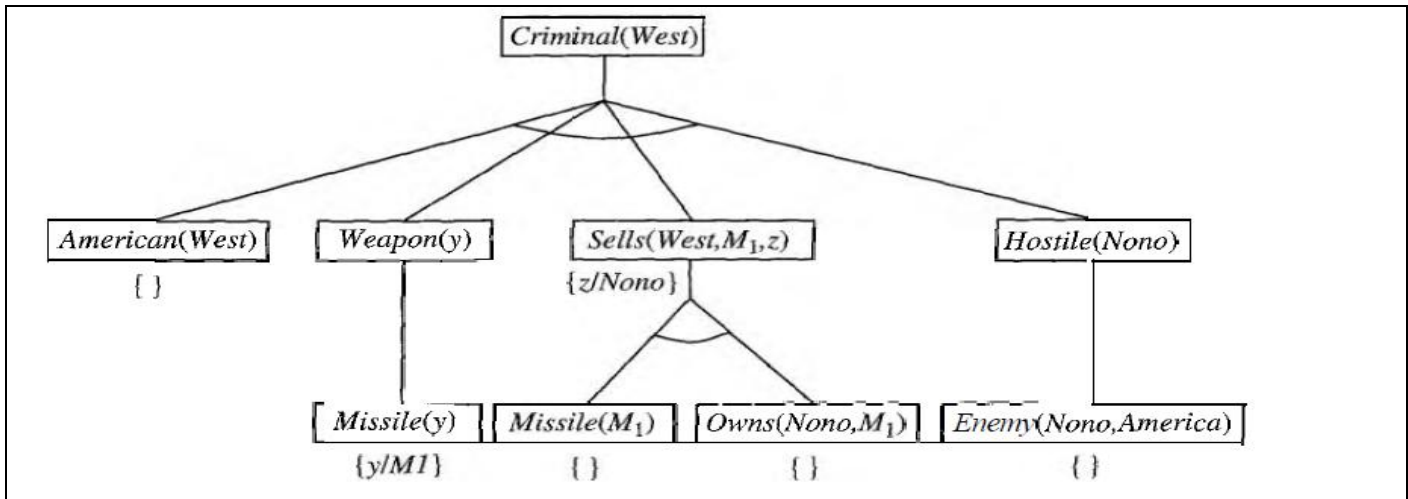 Criminal(West)
American(West) Weapon(y) Sells(West,M₁,z) Hostile(Nono)
{ } {z/Nono}
Missile(y) Missile(M₁) Owns(Nono,M₁) Enemy(Nono,America)
{y/M1} { } { } { }